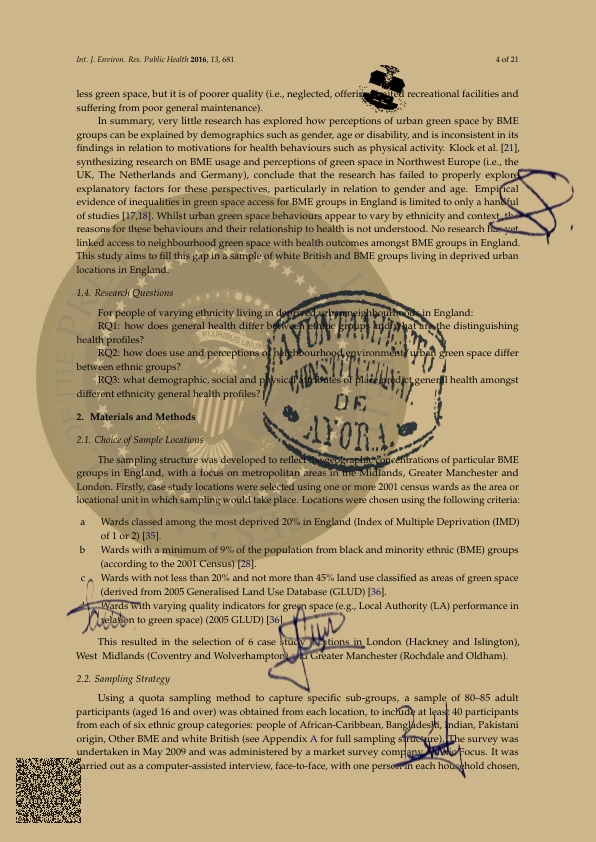 Int. J. Environ. Res. Public Health 2016, 13, 681
4 of 21
less green space, but it is of poorer quality (i.e., neglected, offering limited recreational facilities and
suffering from poor general maintenance).
In summary, very little research has explored how perceptions of urban green space by BME
groups can be explained by demographics such as gender, age or disability, and is inconsistent in its
findings in relation to motivations for health behaviours such as physical activity. Klock et al. [21],
synthesizing research on BME usage and perceptions of green space in Northwest Europe (i.e., the
UK, The Netherlands and Germany), conclude that the research has failed to properly explore
explanatory factors for these perspectives, particularly in relation to gender and age. Empirical
evidence of inequalities in green space access for BME groups in England is limited to only a handful
of studies [17,18]. Whilst urban green space behaviours appear to vary by ethnicity and context, the
reasons for these behaviours and their relationship to health is not understood. No research has yet
linked access to neighbourhood green space with health outcomes amongst BME groups in England.
This study aims to fill this gap in a sample of white British and BME groups living in deprived urban
locations in England.
1.4. Research Questions
For people of varying ethnicity living in deprived urban neighbourhoods in England:
RQ1: how does general health differ between ethnic groups and what are the distinguishing
health profiles?
RQ2: how does use and perceptions of neighbourhood environment/ urban green space differ
between ethnic groups?
RQ3: what demographic, social and physical attributes of place predict general health amongst
different ethnicity general health profiles?
AYUNTAMIENTO
CONSTITUCIONAL
DE
AYORA.
PLURIBUS UNUM
2. Materials and Methods
2.1. Choice of Sample Locations
The sampling structure was developed to reflect the geographic concentrations of particular BME
groups in England, with a focus on metropolitan areas in the Midlands, Greater Manchester and
London. Firstly, case study locations were selected using one or more 2001 census wards as the area or
locational unit in which sampling would take place. Locations were chosen using the following criteria:
a Wards classed among the most deprived 20% in England (Index of Multiple Deprivation (IMD)
of 1 or 2) [35].
b Wards with a minimum of 9% of the population from black and minority ethnic (BME) groups
(according to the 2001 Census) [28].
c Wards with not less than 20% and not more than 45% land use classified as areas of green space
(derived from 2005 Generalised Land Use Database (GLUD) [36].
d Wards with varying quality indicators for green space (e.g., Local Authority (LA) performance in
relation to green space) (2005 GLUD) [36]
This resulted in the selection of 6 case study locations in London (Hackney and Islington),
West Midlands (Coventry and Wolverhampton) and Greater Manchester (Rochdale and Oldham).
2.2. Sampling Strategy
Using a quota sampling method to capture specific sub-groups, a sample of 80–85 adult
participants (aged 16 and over) was obtained from each location, to include at least 40 participants
from each of six ethnic group categories: people of African-Caribbean, Bangladeshi, Indian, Pakistani
origin, Other BME and white British (see Appendix A for full sampling structure). The survey was
undertaken in May 2009 and was administered by a market survey company, Focus. It was
carried out as a computer-assisted interview, face-to-face, with one person in each household chosen,